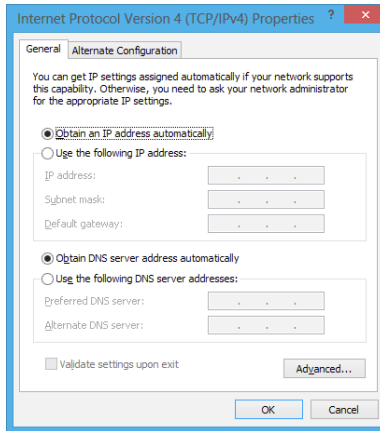 Internet Protocol Version 4 (TCP/IPv4) Properties ? ×
General Alternate Configuration
You can get IP settings assigned automatically if your network supports
this capability. Otherwise, you need to ask your network administrator
for the appropriate IP settings.
Obtain an IP address automatically
Use the following IP address:
IP address: . . .
Subnet mask: . . .
Default gateway: . . .
Obtain DNS server address automatically
Use the following DNS server addresses:
Preferred DNS server: . . .
Alternate DNS server: . . .
Validate settings upon exit
Advanced...
OK Cancel